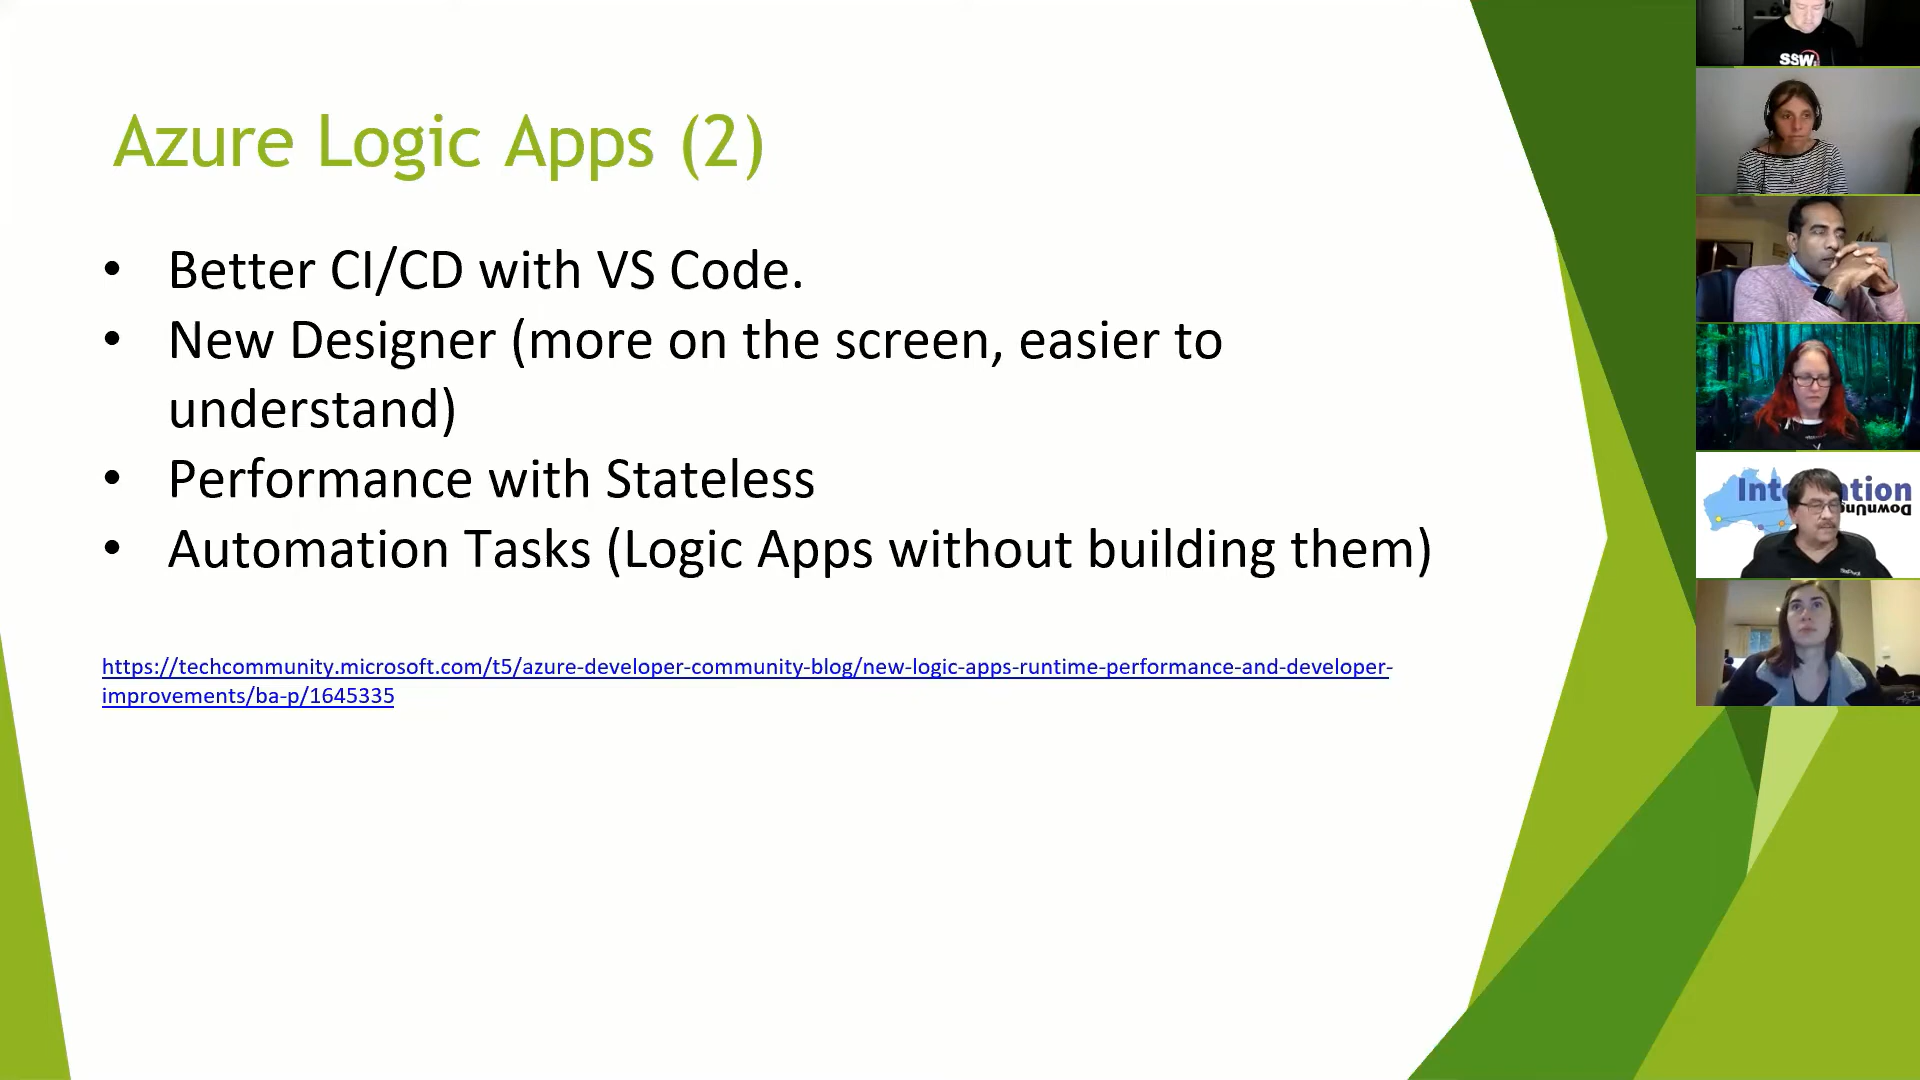 Azure Logic Apps (2)
• Better CI/CD with VS Code.
• New Designer (more on the screen, easier to
understand)
• Performance with Stateless
• Automation Tasks (Logic Apps without building them)
https://techcommunity.microsoft.com/t5/azure-developer-community-blog/new-logic-apps-runtime-performance-and-developer-
improvements/ba-p/1645335
SSW